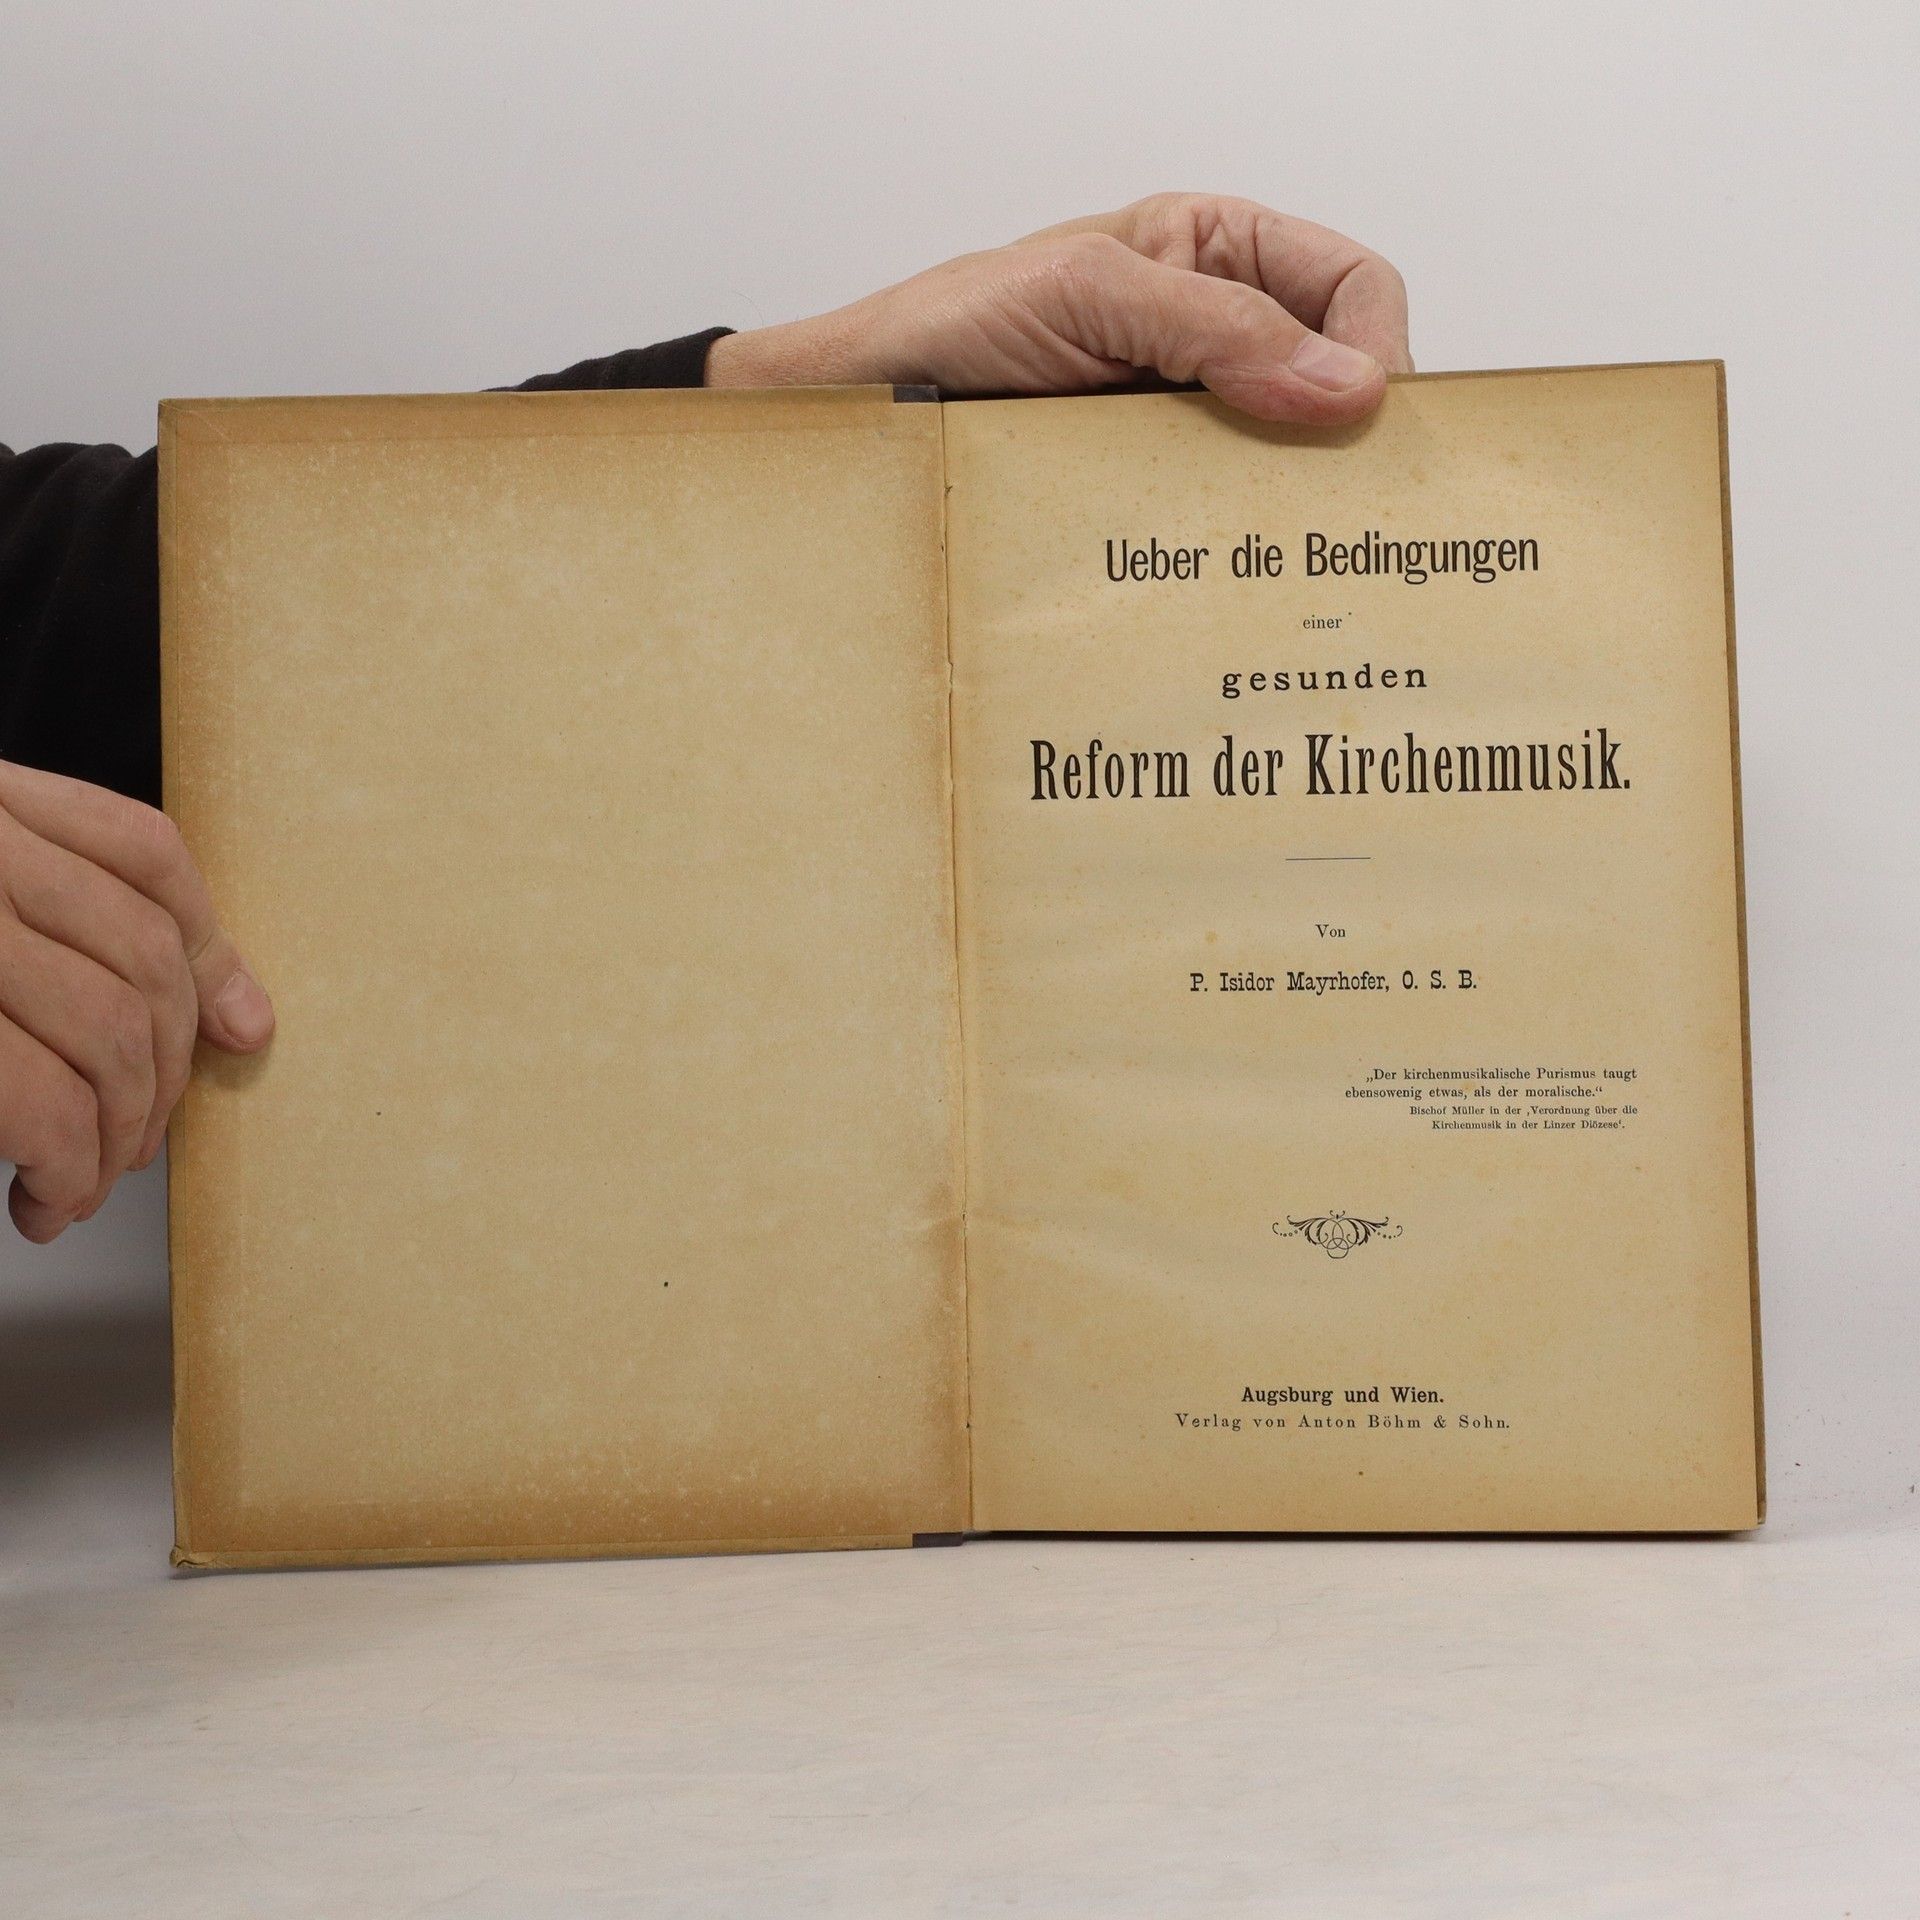 Ueber die Bedingungen
einer
gesunden
Reform der Kirchenmusik.
Von
P. Isidor Mayrhofer, O. S. B.
„Der kirchenmusikalische Purismus taugt
ebensowenig etwas, als der moralische.“
Bischof Müller in der ‚Verordnung über die
Kirchenmusik in der Linzer Diözese‘.
Augsburg und Wien.
Verlag von Anton Böhm & Sohn.